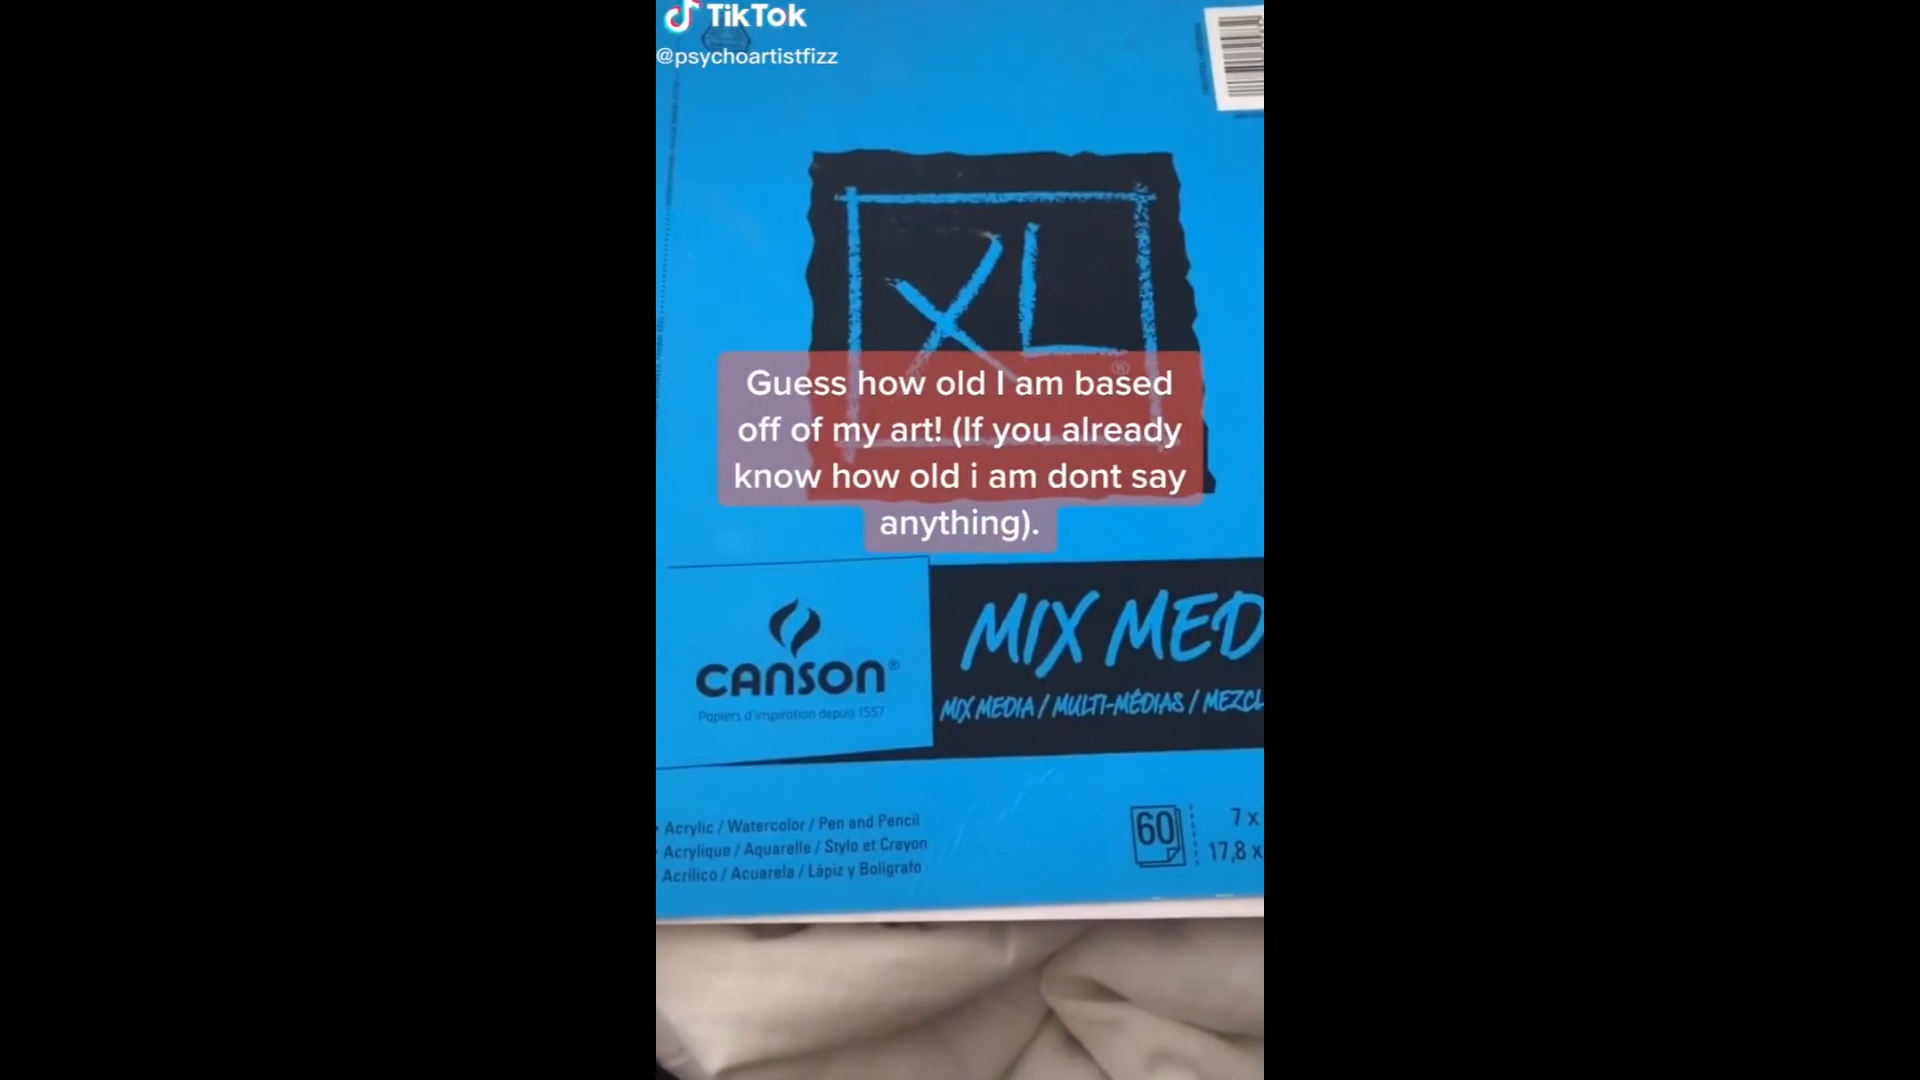 TikTok
@psychoartistfizz
XL
Guess how old I am based
off of my art! (If you already
know how old i am dont say
anything).
CANSON®
Papiers d'inspiration depuis 1557
MIX MED
MIX MEDIA / MULTI-MÉDIAS / MEZCL
Acrylic / Watercolor / Pen and Pencil
Acrylique / Aquarelle / Stylo et Crayon
Acrílico / Acuarela / Lápiz y Bolígrafo
60
7 x
17,8 x